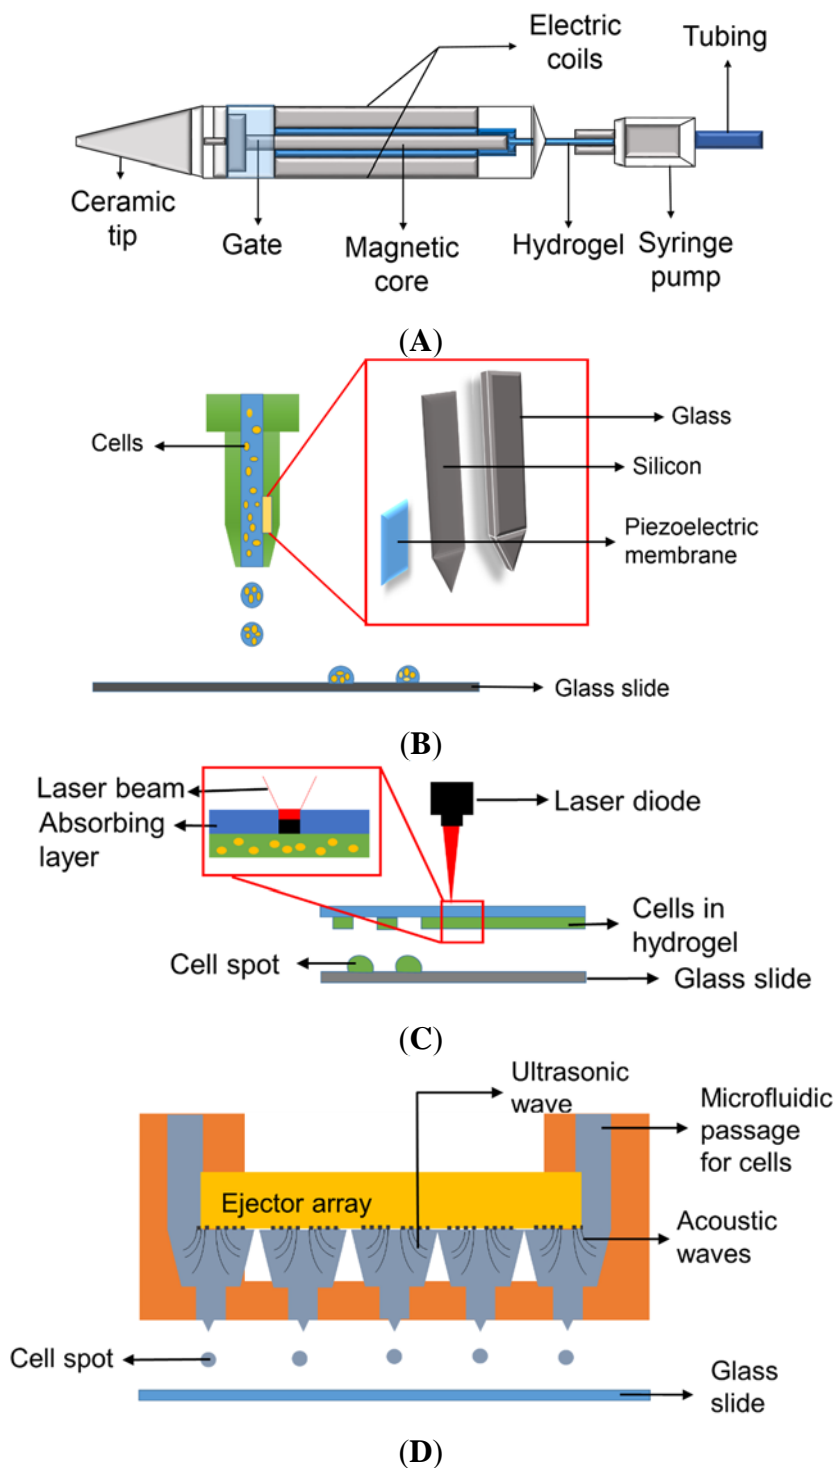 Electric
coils
Tubing
Ceramic
tip
Gate
Magnetic
core
Hydrogel
Syringe
pump
(A)
Cells
Glass
Silicon
Piezoelectric
membrane
Glass slide
(B)
Laser beam
Absorbing
layer
Laser diode
Cells in
hydrogel
Cell spot
Glass slide
(C)
Ultrasonic
wave
Microfluidic
passage
for cells
Ejector array
Acoustic
waves
Cell spot
Glass
slide
(D)